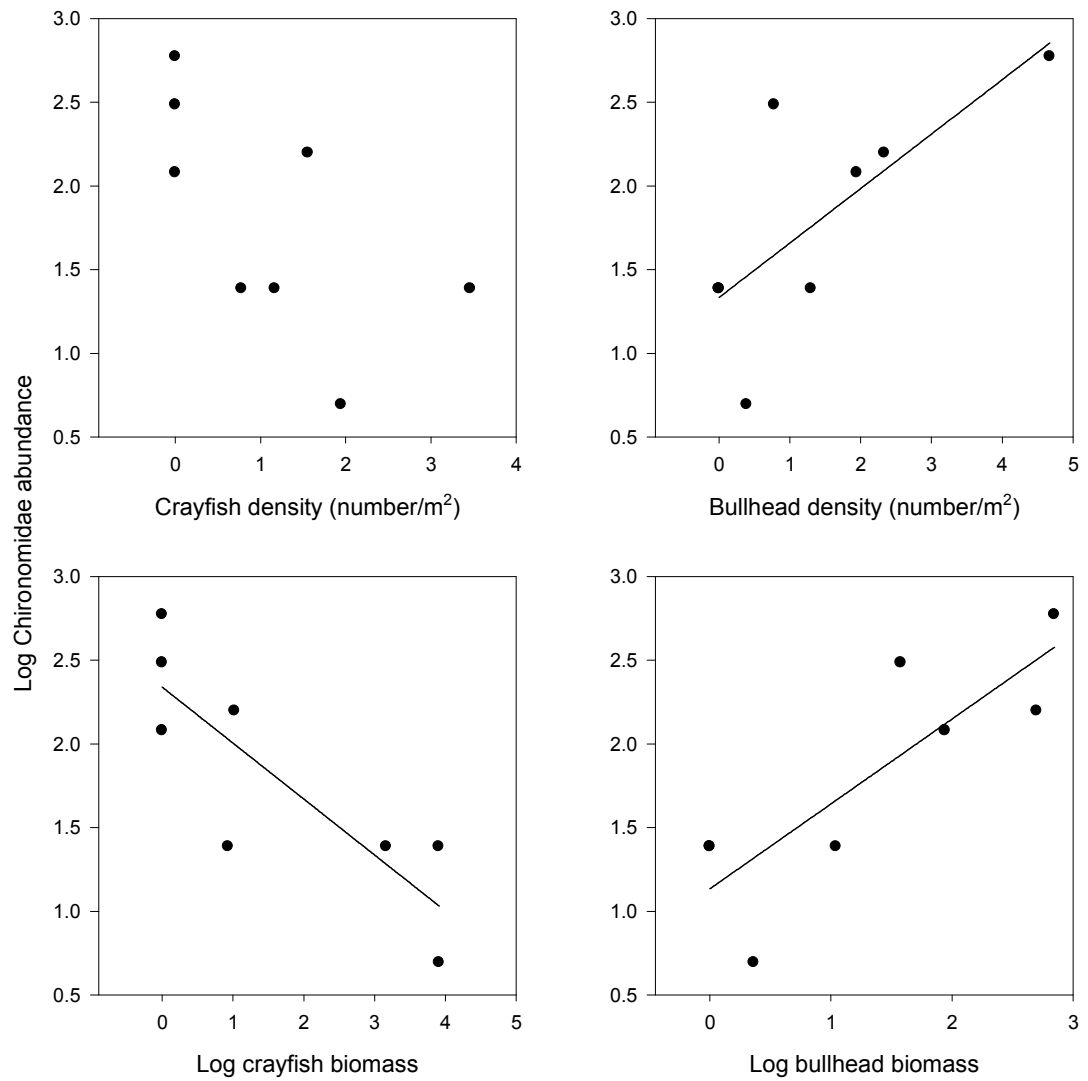 Log Chironomidae abundance
3.0
2.5
2.0
1.5
1.0
0.5
0 1 2 3 4
Crayfish density (number/m²)
3.0
2.5
2.0
1.5
1.0
0.5
0 1 2 3 4 5
Bullhead density (number/m²)
3.0
2.5
2.0
1.5
1.0
0.5
0 1 2 3 4 5
Log crayfish biomass
3.0
2.5
2.0
1.5
1.0
0.5
0 1 2 3
Log bullhead biomass